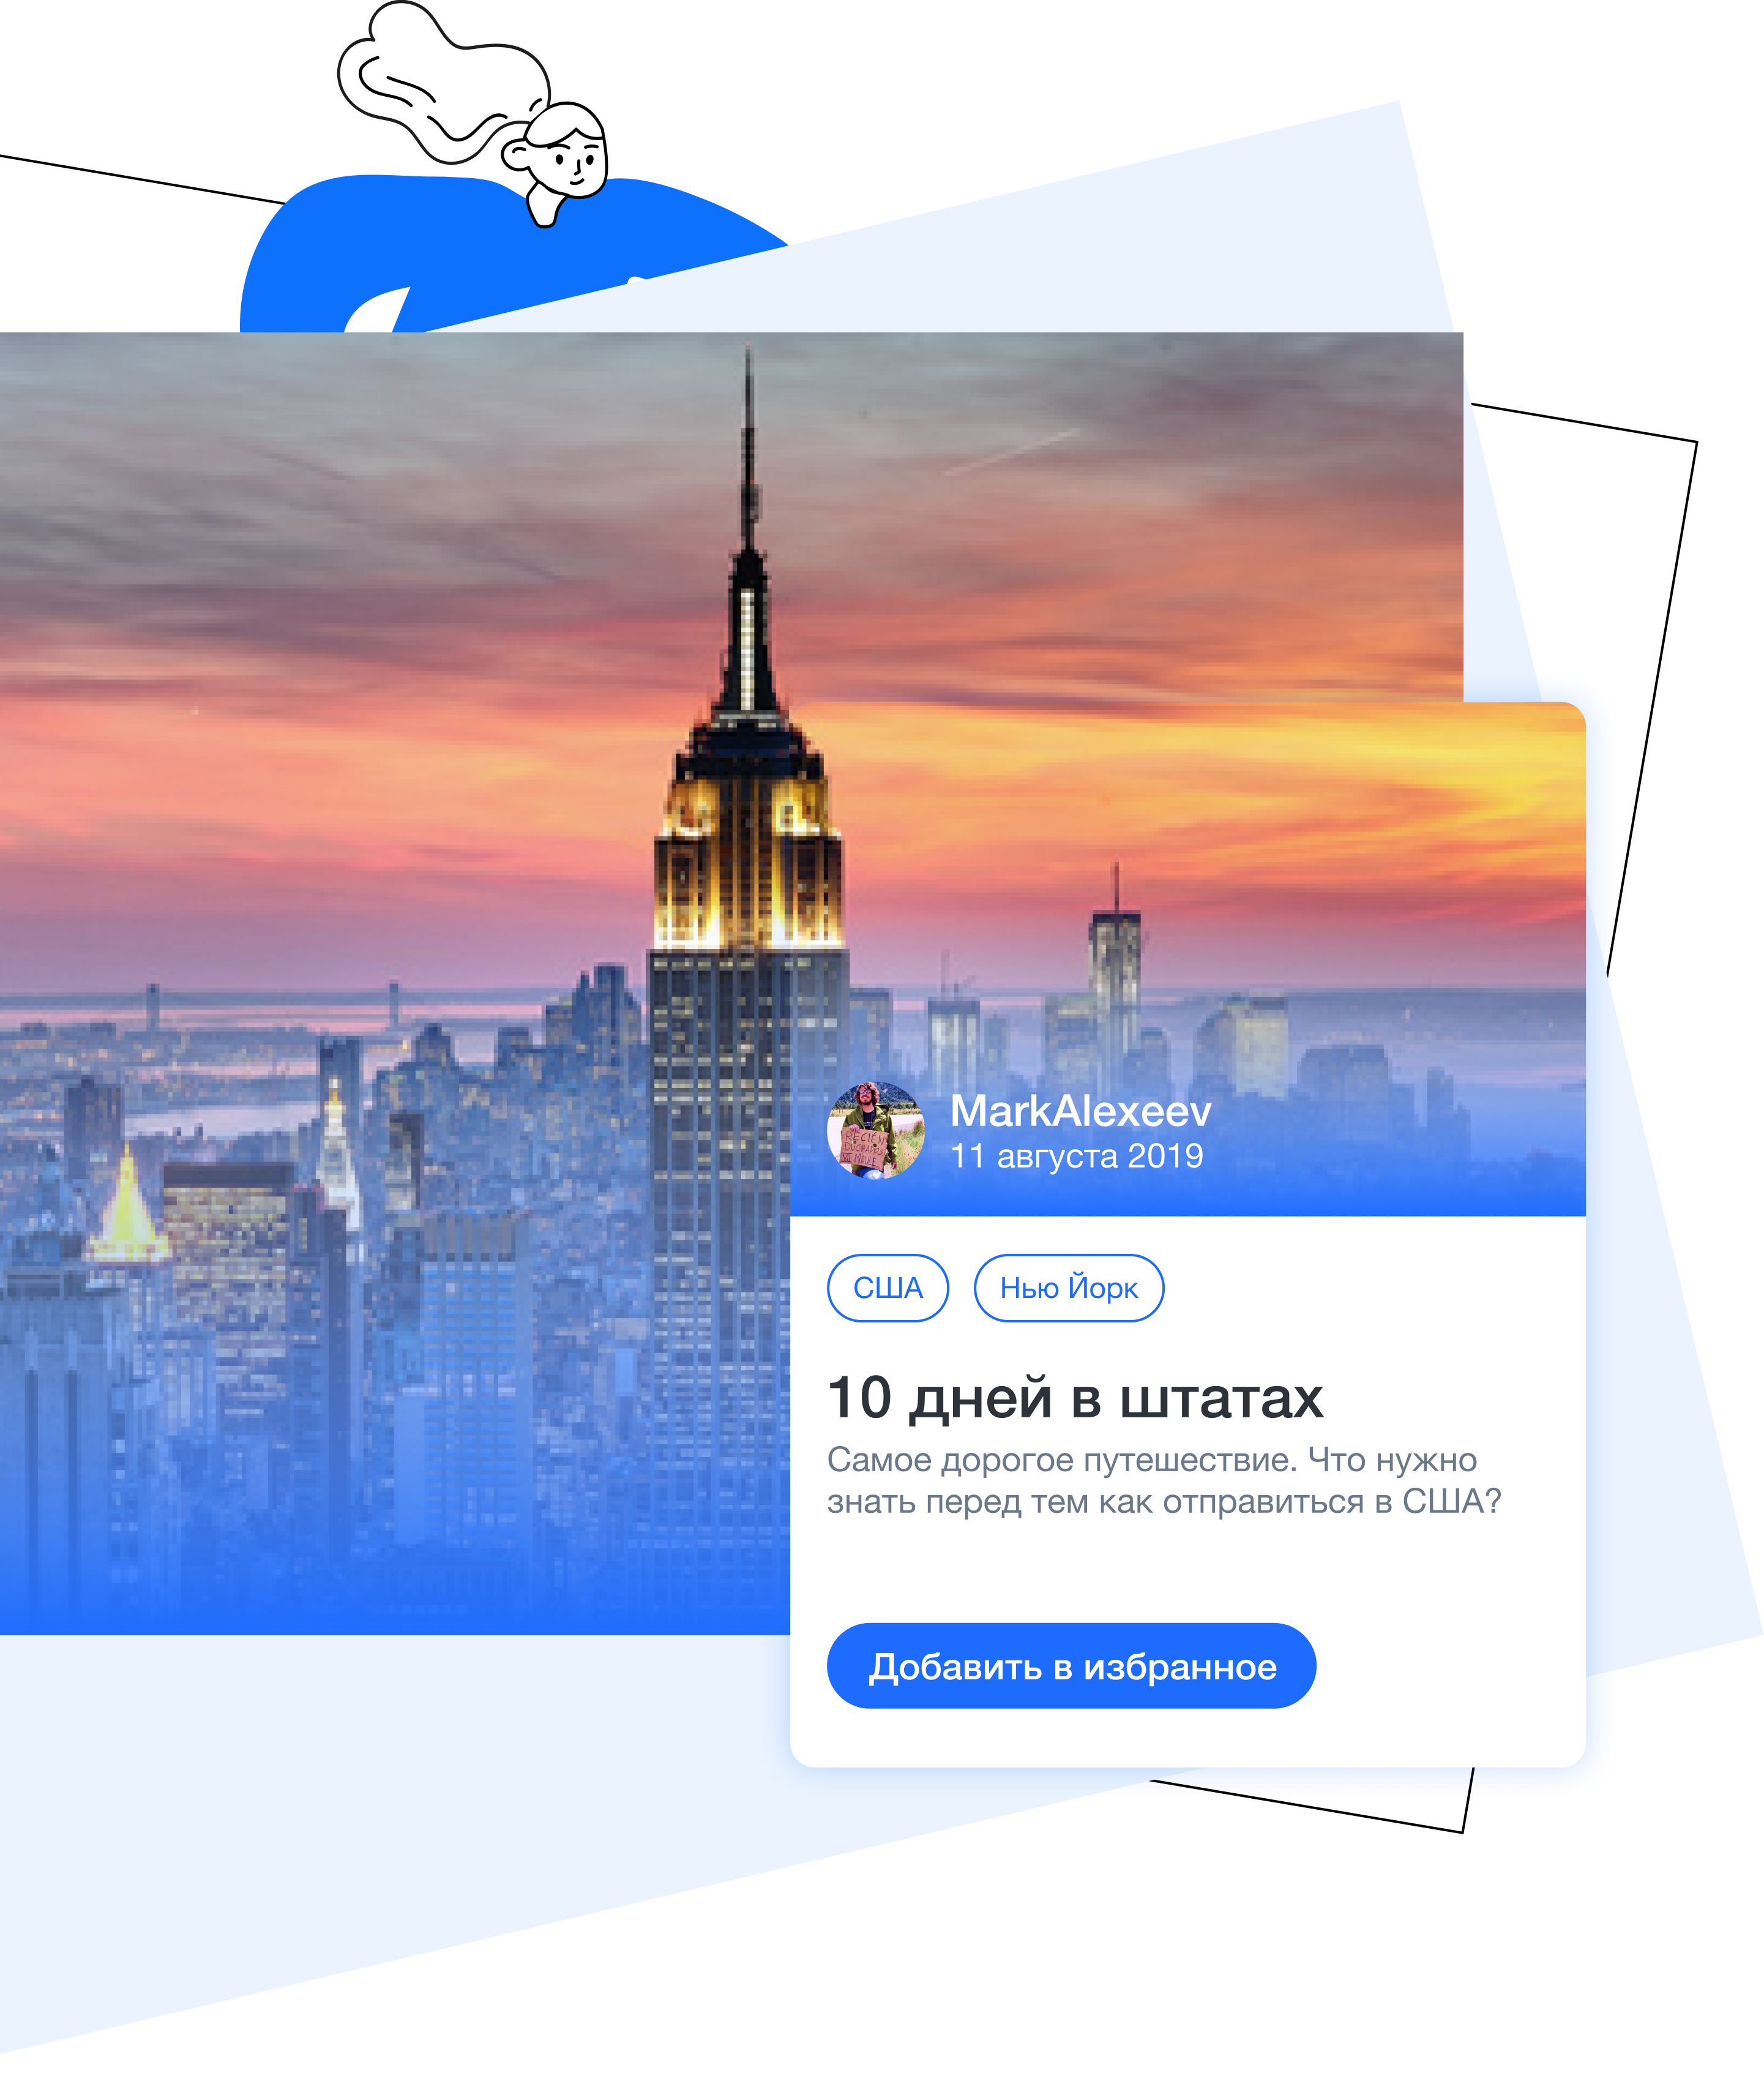 MarkAlexeev
11 августа 2019
США
Нью Йорк
10 дней в штатах
Самое дорогое путешествие. Что нужно
знать перед тем как отправиться в США?
Добавить в избранное